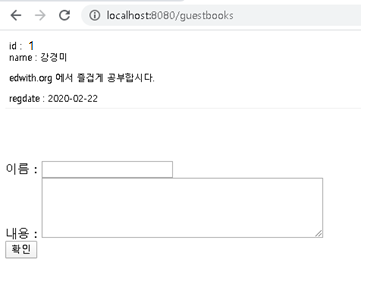 localhost:8080/guestbooks
id : 1
name : 강경미
edwith.org 에서 즐겁게 공부합시다.
regdate : 2020-02-22
이름 :
내용 :
확인